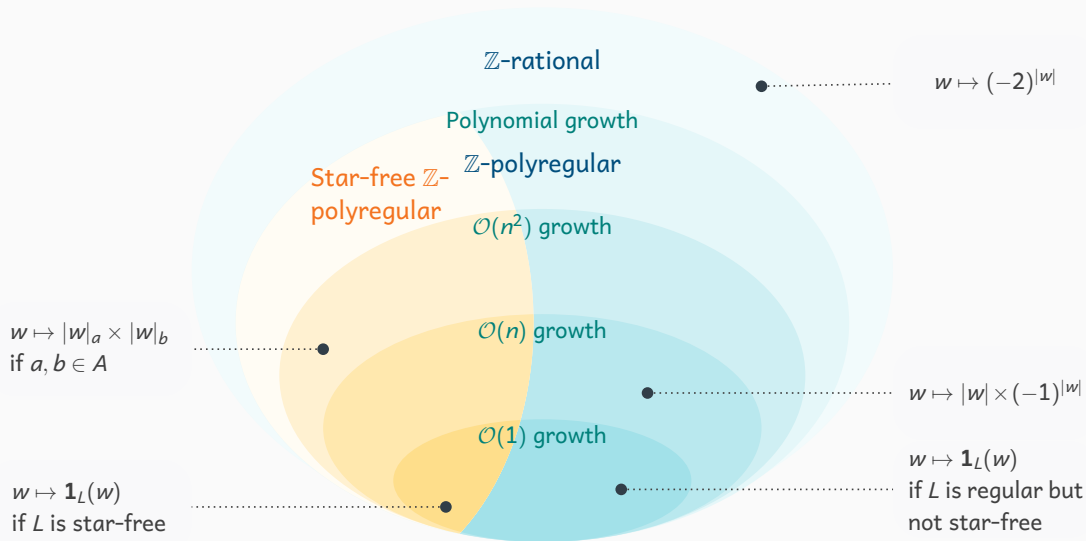 ℤ-rational
w ↦ (−2)^{|w|}
Polynomial growth
ℤ-polyregular
Star-free ℤ-
polyregular
𝒪(n²) growth
w ↦ |w|_a × |w|_b
if a, b ∈ A
𝒪(n) growth
w ↦ |w| × (−1)^{|w|}
𝒪(1) growth
w ↦ 𝟏_L(w)
if L is regular but
not star-free
w ↦ 𝟏_L(w)
if L is star-free